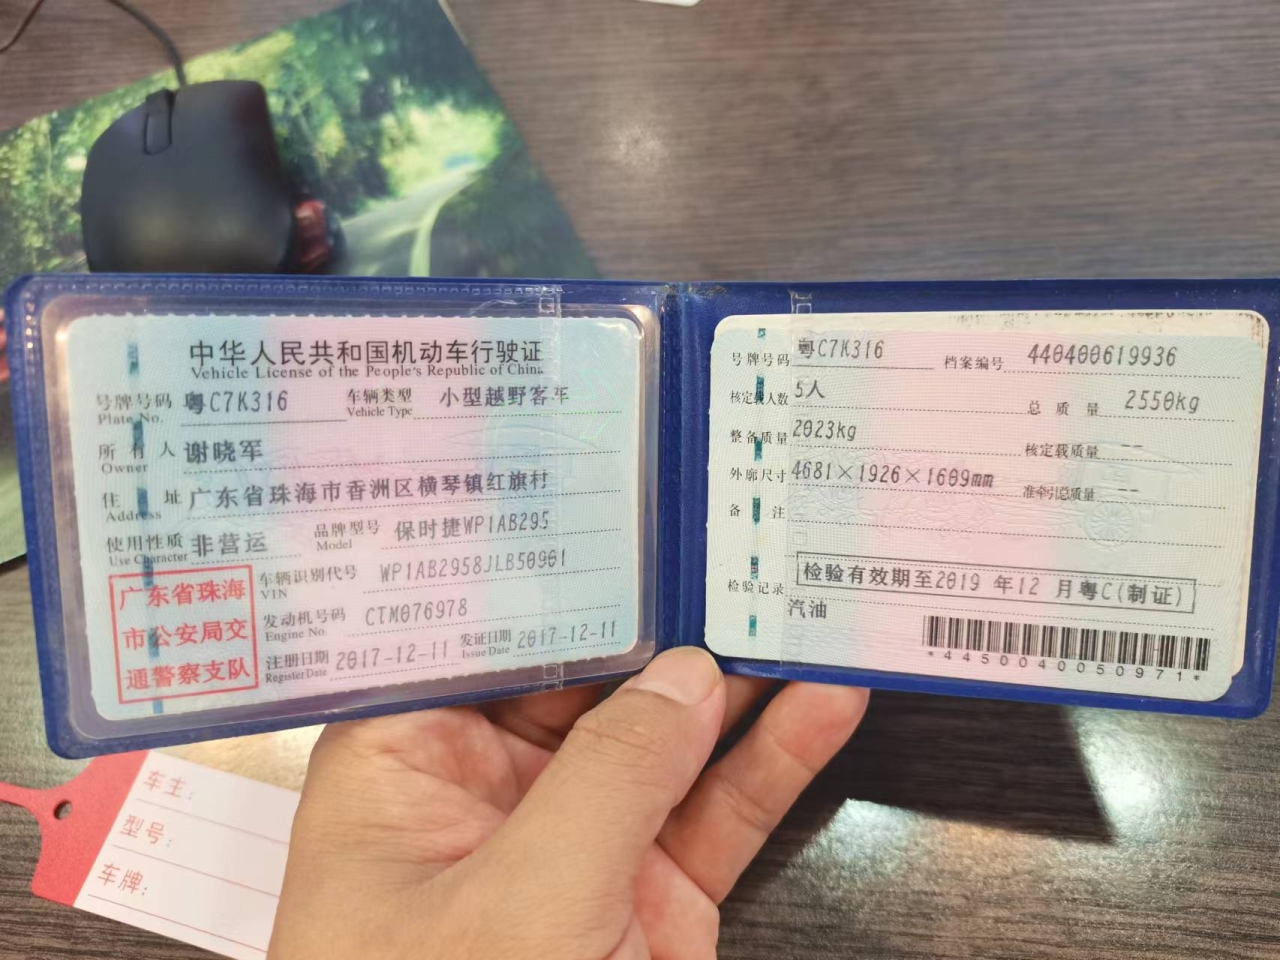 中华人民共和国机动车行驶证
Vehicle License of the People's Republic of China
号牌号码 粤C7K316 车辆类型 小型越野客车
Plate No. Vehicle Type
所有人 谢晓军
Owner
住址 广东省珠海市香洲区横琴镇红旗村
Address
使用性质 非营运 品牌型号 保时捷WP1AB295
Use Character Model
车辆识别代号 WP1AB2958JLB50961
VIN
发动机号码 CTM076978
Engine No.
注册日期 2017-12-11 发证日期 2017-12-11
Register Date Issue Date
广东省珠海
市公安局交
通警察支队
号牌号码 粤C7K316 档案编号 440400619936
核定载人数 5人 总质量 2550kg
整备质量 2023kg 核定载质量 --
外廓尺寸 4681×1926×1609mm 准牵引总质量 --
备注
检验有效期至2019 年12 月粤C(制证)
检验记录
汽油
*4450040050971*
车主:
型号:
车牌: